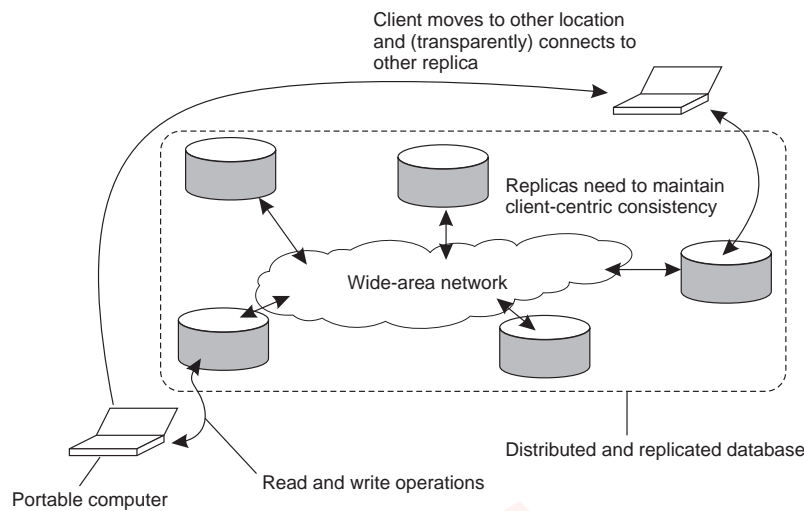 Client moves to other location
and (transparently) connects to
other replica
Replicas need to maintain
client-centric consistency
Wide-area network
Distributed and replicated database
Read and write operations
Portable computer